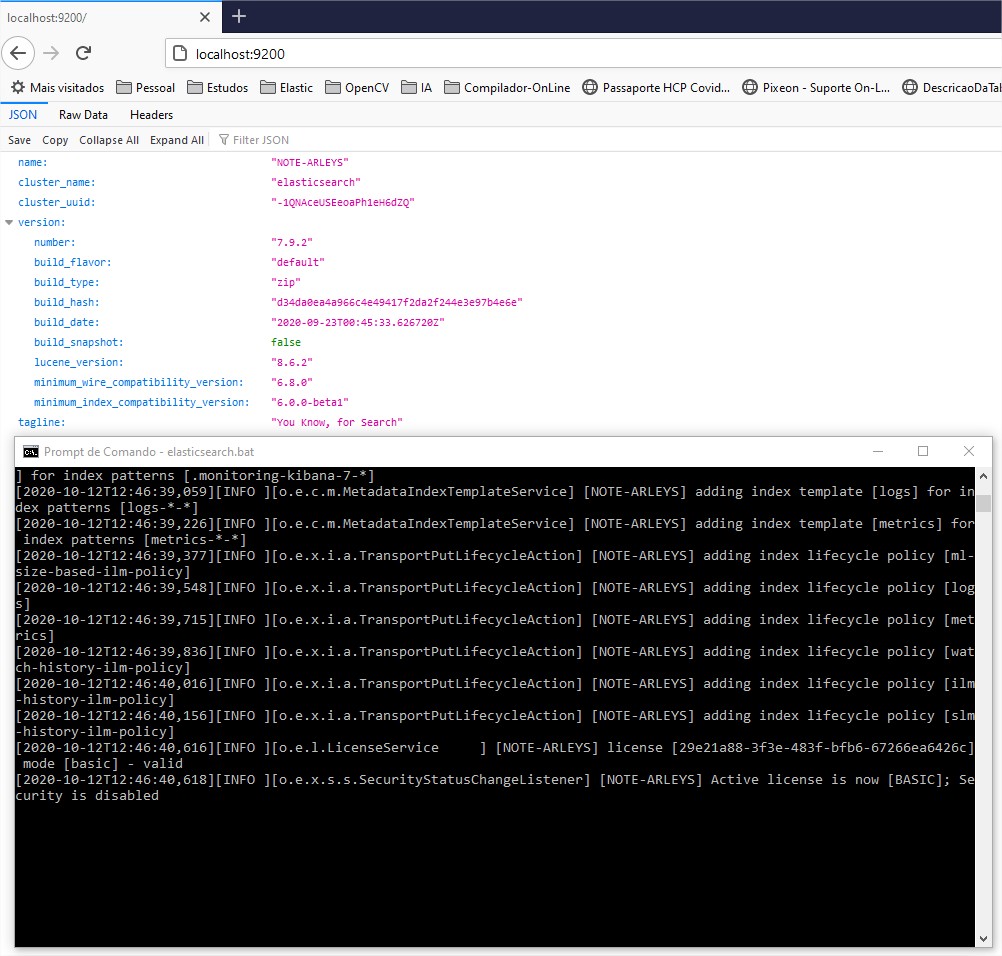 localhost:9200/
localhost:9200
Mais visitados Pessoal Estudos Elastic OpenCV IA Compilador-OnLine Passaporte HCP Covid... Pixeon - Suporte On-L... DescricaoDaTab
JSON Raw Data Headers
Save Copy Collapse All Expand All Filter JSON
name: "NOTE-ARLEYS"
cluster_name: "elasticsearch"
cluster_uuid: "-1QNAceUSEeoaPh1eH6dZQ"
version:
number: "7.9.2"
build_flavor: "default"
build_type: "zip"
build_hash: "d34da0ea4a966c4e49417f2da2f244e3e97b4e6e"
build_date: "2020-09-23T00:45:33.626720Z"
build_snapshot: false
lucene_version: "8.6.2"
minimum_wire_compatibility_version: "6.8.0"
minimum_index_compatibility_version: "6.0.0-beta1"
tagline: "You Know, for Search"
Prompt de Comando - elasticsearch.bat
] for index patterns [.monitoring-kibana-7-*]
[2020-10-12T12:46:39,059][INFO ][o.e.c.m.MetadataIndexTemplateService] [NOTE-ARLEYS] adding index template [logs] for in
dex patterns [logs-*-*]
[2020-10-12T12:46:39,226][INFO ][o.e.c.m.MetadataIndexTemplateService] [NOTE-ARLEYS] adding index template [metrics] for
 index patterns [metrics-*-*]
[2020-10-12T12:46:39,377][INFO ][o.e.x.i.a.TransportPutLifecycleAction] [NOTE-ARLEYS] adding index lifecycle policy [ml-
size-based-ilm-policy]
[2020-10-12T12:46:39,548][INFO ][o.e.x.i.a.TransportPutLifecycleAction] [NOTE-ARLEYS] adding index lifecycle policy [log
s]
[2020-10-12T12:46:39,715][INFO ][o.e.x.i.a.TransportPutLifecycleAction] [NOTE-ARLEYS] adding index lifecycle policy [met
rics]
[2020-10-12T12:46:39,836][INFO ][o.e.x.i.a.TransportPutLifecycleAction] [NOTE-ARLEYS] adding index lifecycle policy [wat
ch-history-ilm-policy]
[2020-10-12T12:46:40,016][INFO ][o.e.x.i.a.TransportPutLifecycleAction] [NOTE-ARLEYS] adding index lifecycle policy [ilm
-history-ilm-policy]
[2020-10-12T12:46:40,156][INFO ][o.e.x.i.a.TransportPutLifecycleAction] [NOTE-ARLEYS] adding index lifecycle policy [slm
-history-ilm-policy]
[2020-10-12T12:46:40,616][INFO ][o.e.l.LicenseService     ] [NOTE-ARLEYS] license [29e21a88-3f3e-483f-bfb6-67266ea6426c]
 mode [basic] - valid
[2020-10-12T12:46:40,618][INFO ][o.e.x.s.s.SecurityStatusChangeListener] [NOTE-ARLEYS] Active license is now [BASIC]; Se
curity is disabled